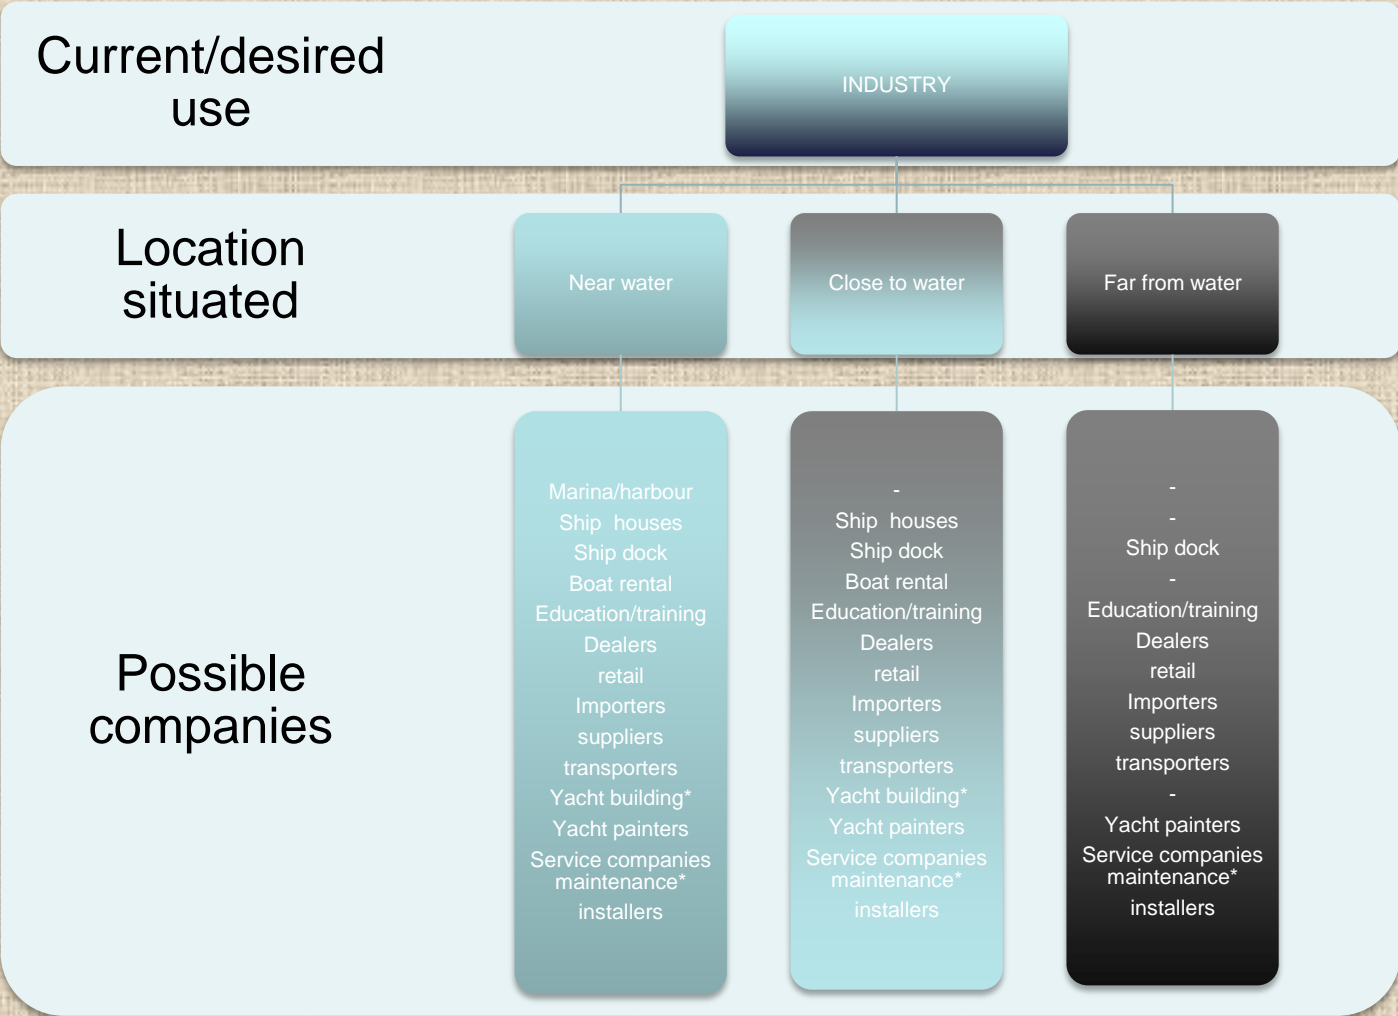 Current/desired
use
INDUSTRY
Location
situated
Near water
Close to water
Far from water
Possible
companies
Marina/harbour
Ship houses
Ship dock
Boat rental
Education/training
Dealers
retail
Importers
suppliers
transporters
Yacht building*
Yacht painters
Service companies
maintenance*
installers
-
Ship houses
Ship dock
Boat rental
Education/training
Dealers
retail
Importers
suppliers
transporters
Yacht building*
Yacht painters
Service companies
maintenance*
installers
-
-
Ship dock
-
Education/training
Dealers
retail
Importers
suppliers
transporters
-
Yacht painters
Service companies
maintenance*
installers